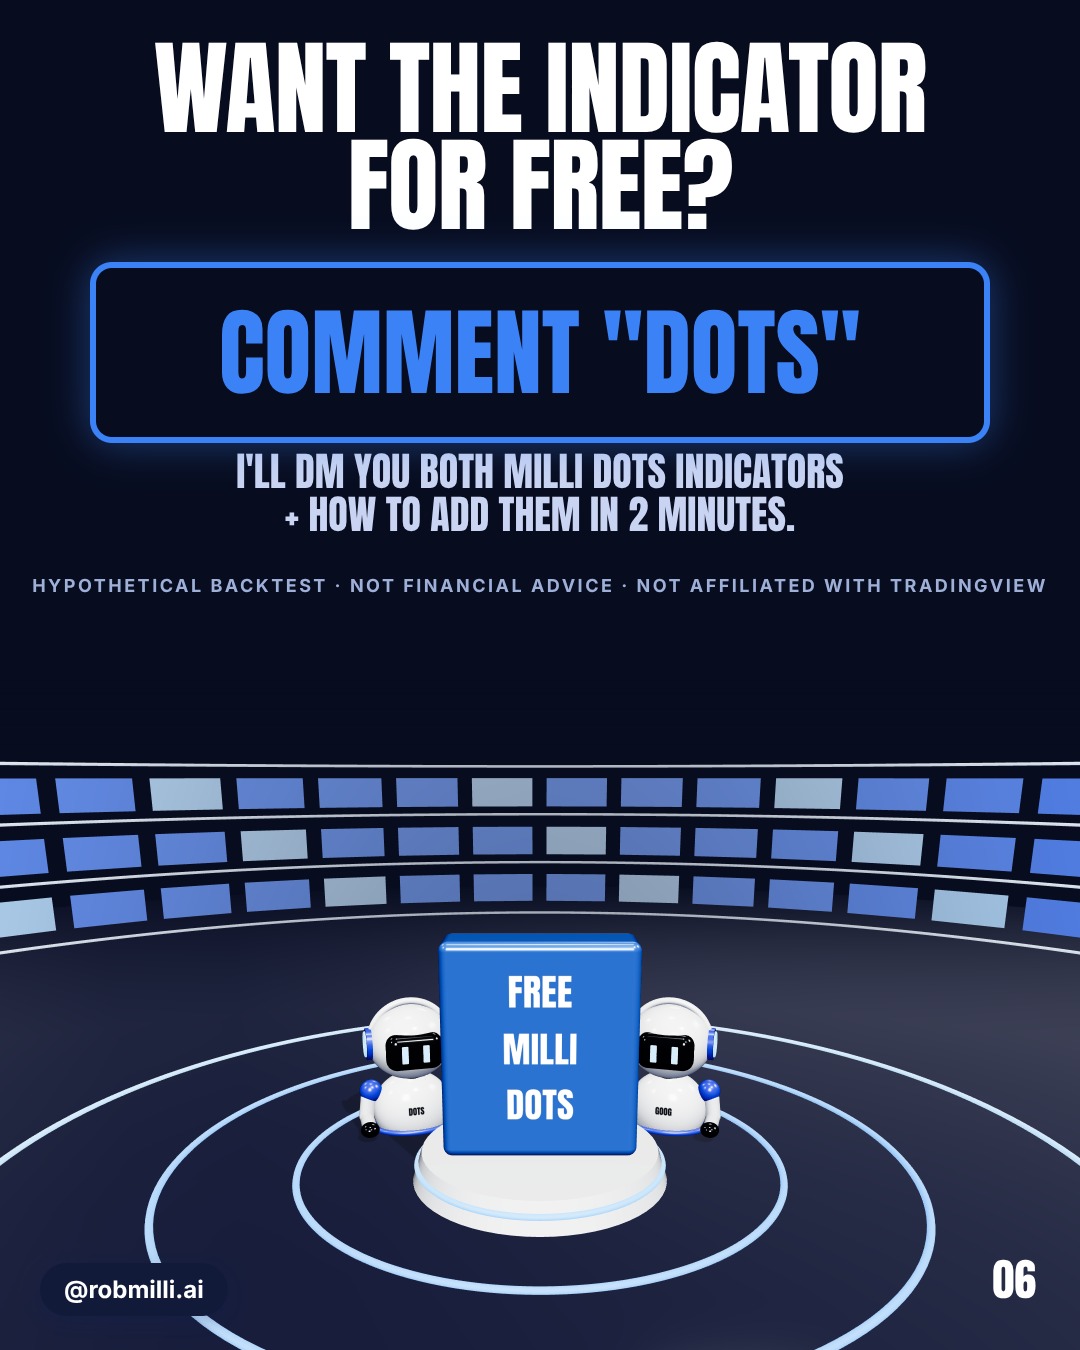 WANT THE INDICATOR
FOR FREE?
COMMENT "DOTS"
I'LL DM YOU BOTH MILLI DOTS INDICATORS
+ HOW TO ADD THEM IN 2 MINUTES.
HYPOTHETICAL BACKTEST · NOT FINANCIAL ADVICE · NOT AFFILIATED WITH TRADINGVIEW
FREE
MILLI
DOTS
DOTS
GOOG
@robmilli.ai
06